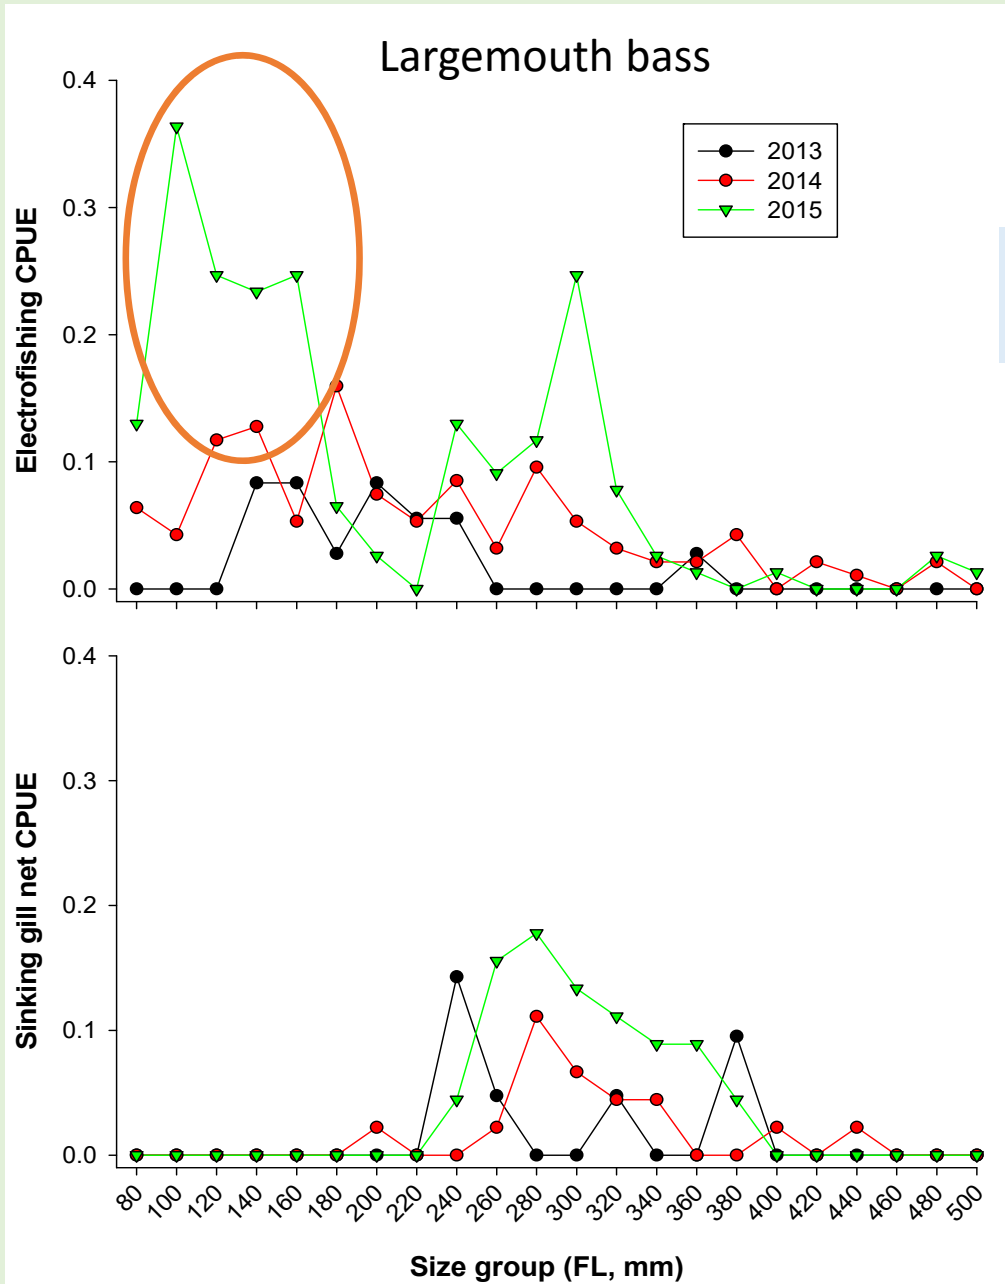 Largemouth bass
0.4
0.3
0.2
0.1
0.0
Electrofishing CPUE
2013
2014
2015
0.4
0.3
0.2
0.1
0.0
Sinking gill net CPUE
80 100 120 140 160 180 200 220 240 260 280 300 320 340 360 380 400 420 440 460 480 500
Size group (FL, mm)